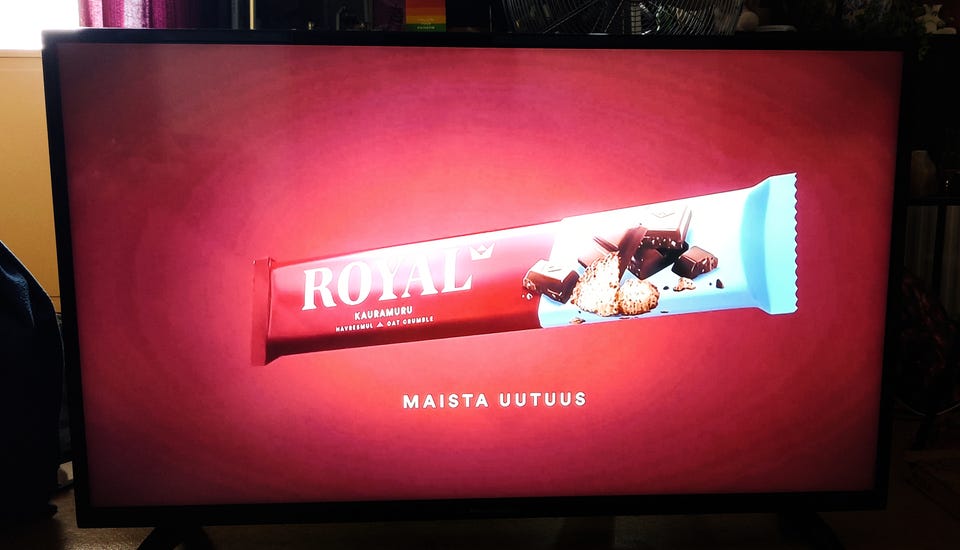 ROYAL
KAURAMURU
HAVRESMUL OAT CRUMBLE
MAISTA UUTUUS